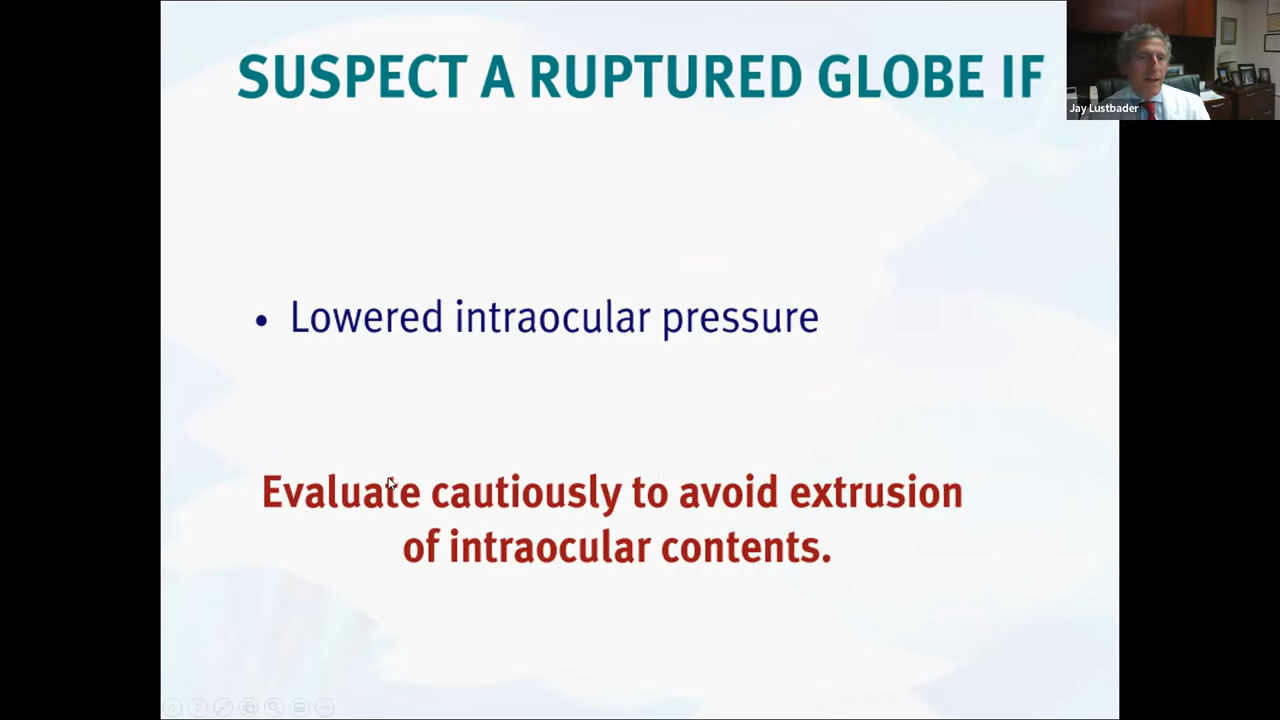 SUSPECT A RUPTURED GLOBE IF
Jay Lustbader
• Lowered intraocular pressure
Evaluate cautiously to avoid extrusion
of intraocular contents.